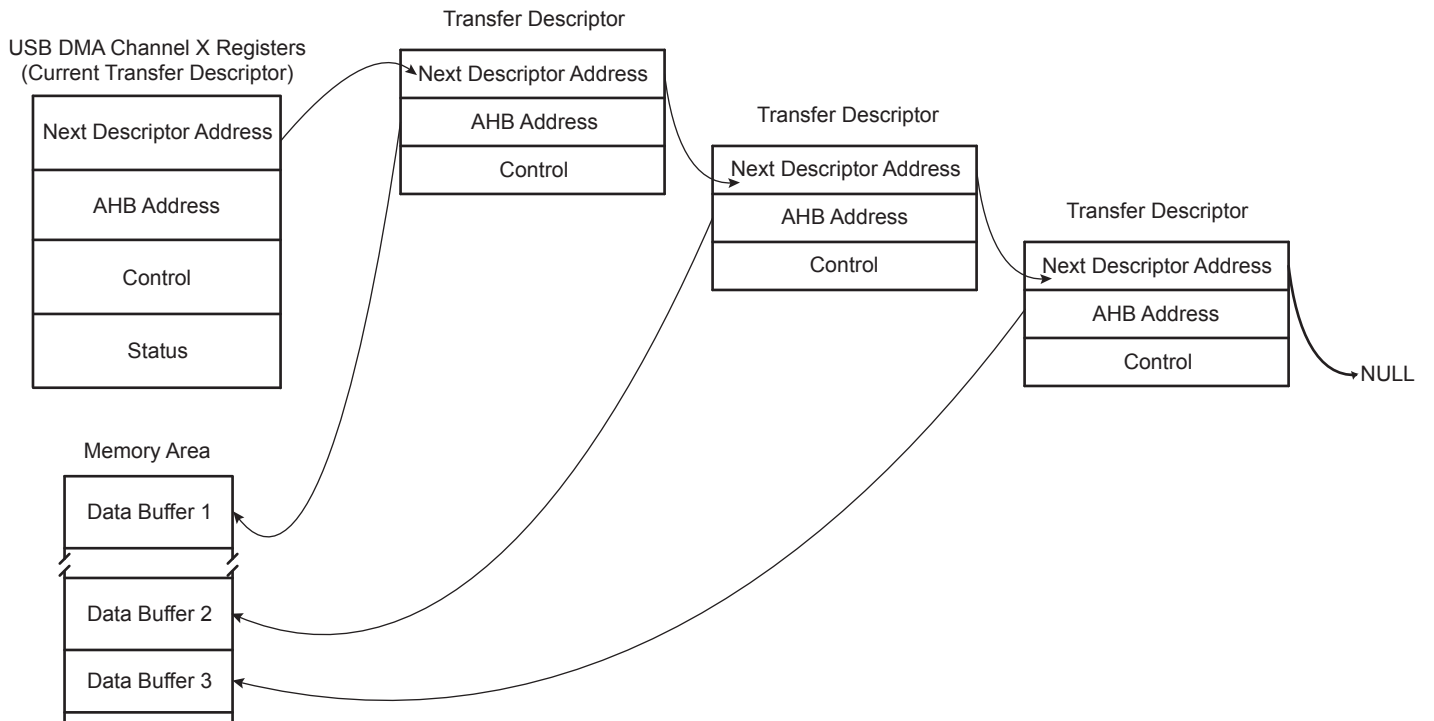 Transfer Descriptor
USB DMA Channel X Registers
(Current Transfer Descriptor)
Next Descriptor Address
AHB Address
Control
Status
Next Descriptor Address
AHB Address
Control
Transfer Descriptor
Next Descriptor Address
AHB Address
Control
Transfer Descriptor
Next Descriptor Address
AHB Address
Control
NULL
Memory Area
Data Buffer 1
Data Buffer 2
Data Buffer 3